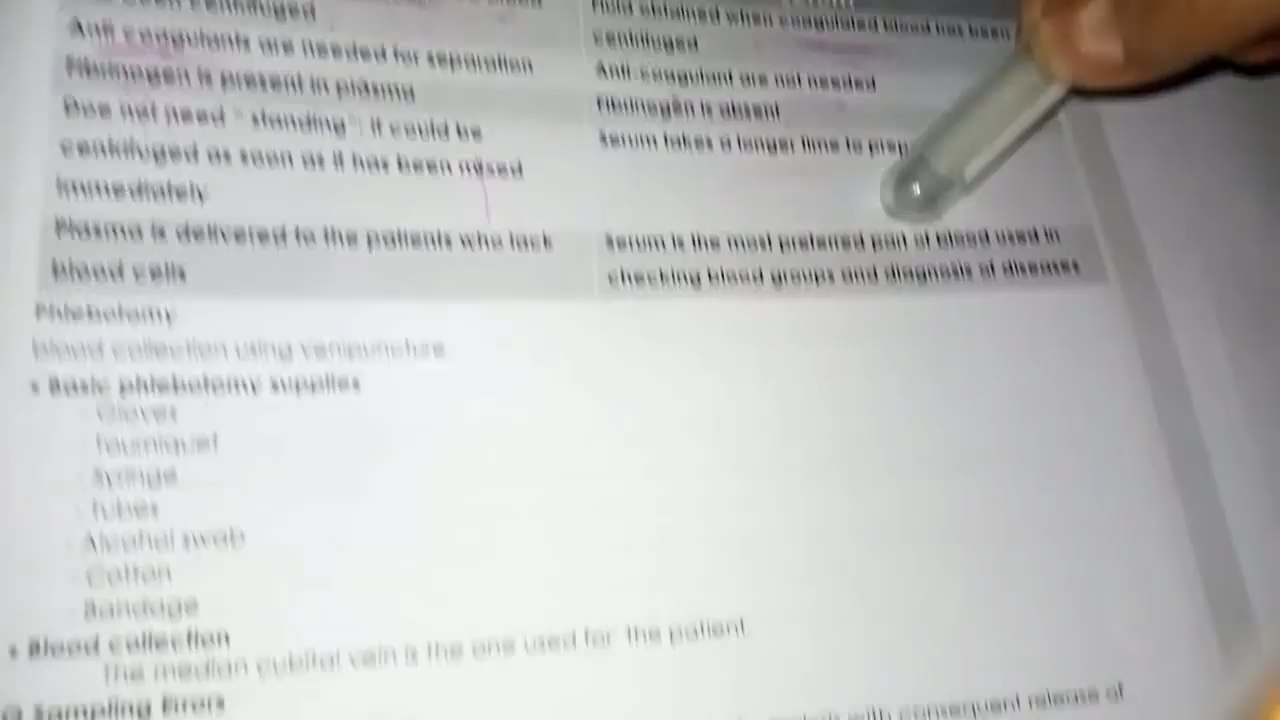 centrifuged
Anti coagulants are needed for separation
Fibrinogen is present in plasma
Doe not need "standing"; it could be
centrifuged as soon as it has been mixed
immediately
Plasma is delivered to the patients who lack
blood cells
Fluid obtained when coagulated blood has been
centrifuged
Anti-coagulant are not needed
Fibrinogen is absent
Serum takes a longer time to prep
Serum is the most preferred part of blood used in
checking blood groups and diagnosis of diseases
Phlebotomy
Blood collection using venipuncture.
Basic phlebotomy supplies
- Gloves
- Tourniquet
- Syringe
- Tubes
- Alcohol swab
- Cotton
- Bandage
Blood collection
The median cubital vein is the one used for the patient
Sampling Errors
with consequent release of